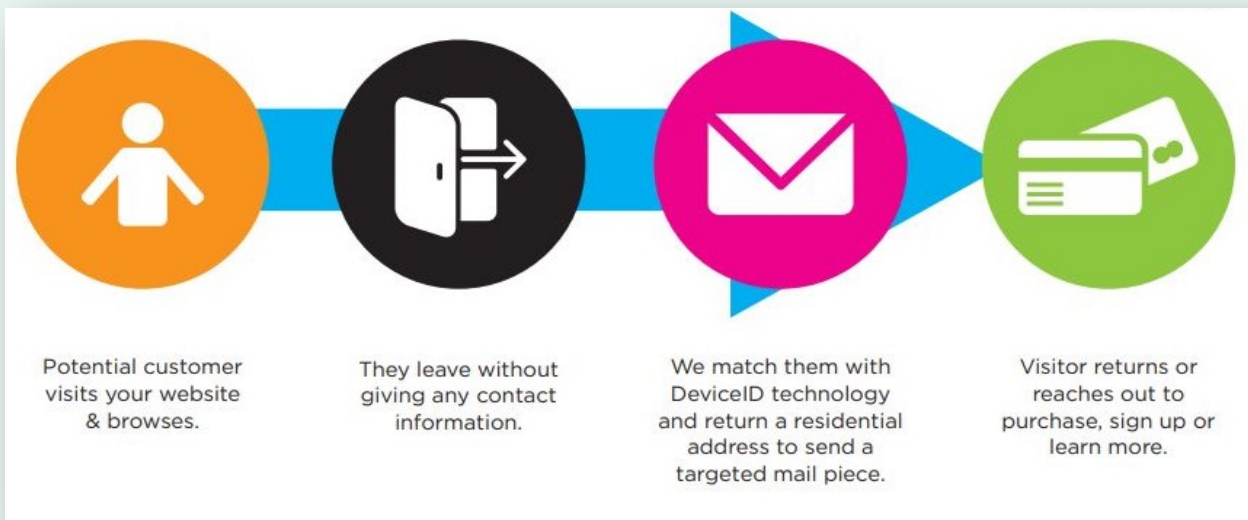 Potential customer
visits your website
& browses.
They leave without
giving any contact
information.
We match them with
DeviceID technology
and return a residential
address to send a
targeted mail piece.
Visitor returns or
reaches out to
purchase, sign up or
learn more.